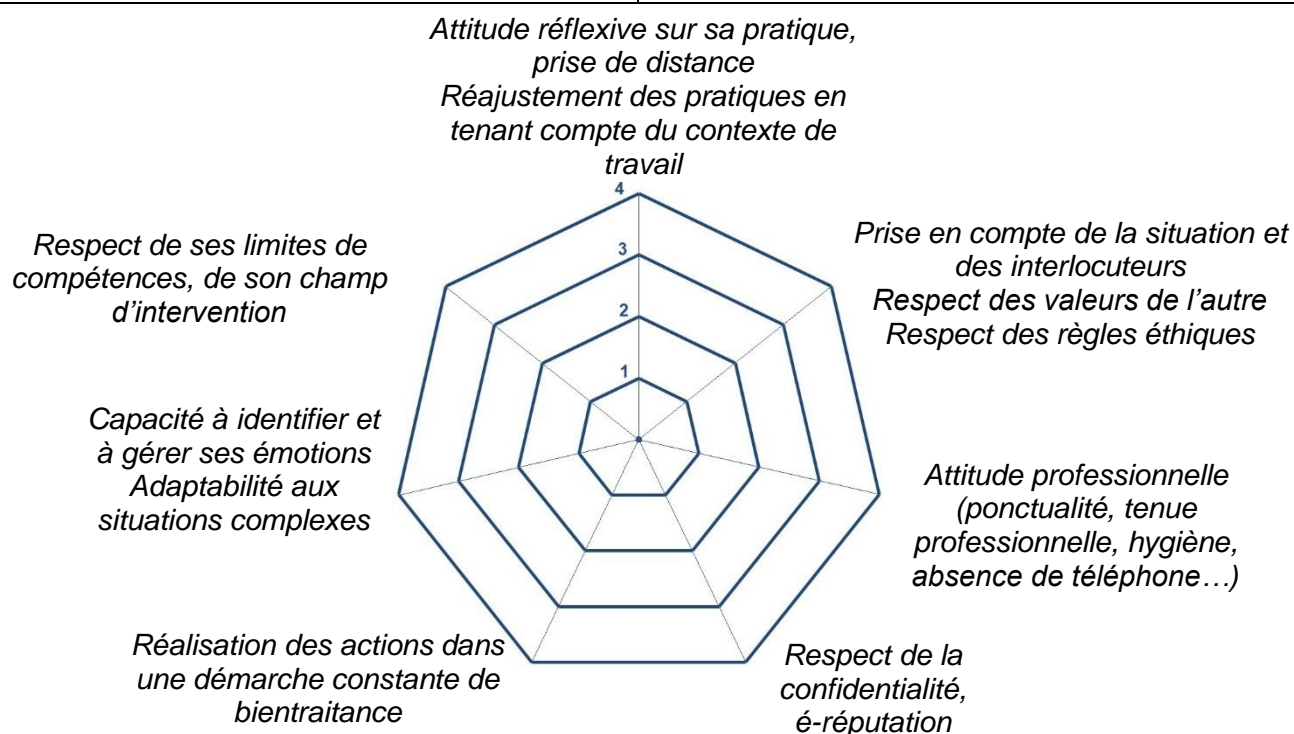 Attitude réflexive sur sa pratique,
prise de distance
Réajustement des pratiques en
tenant compte du contexte de
travail
4
3
2
1
Prise en compte de la situation et
des interlocuteurs
Respect des valeurs de l’autre
Respect des règles éthiques
Respect de ses limites de
compétences, de son champ
d’intervention
Capacité à identifier et
à gérer ses émotions
Adaptabilité aux
situations complexes
Attitude professionnelle
(ponctualité, tenue
professionnelle, hygiène,
absence de téléphone…)
Réalisation des actions dans
une démarche constante de
bientraitance
Respect de la
confidentialité,
é-réputation